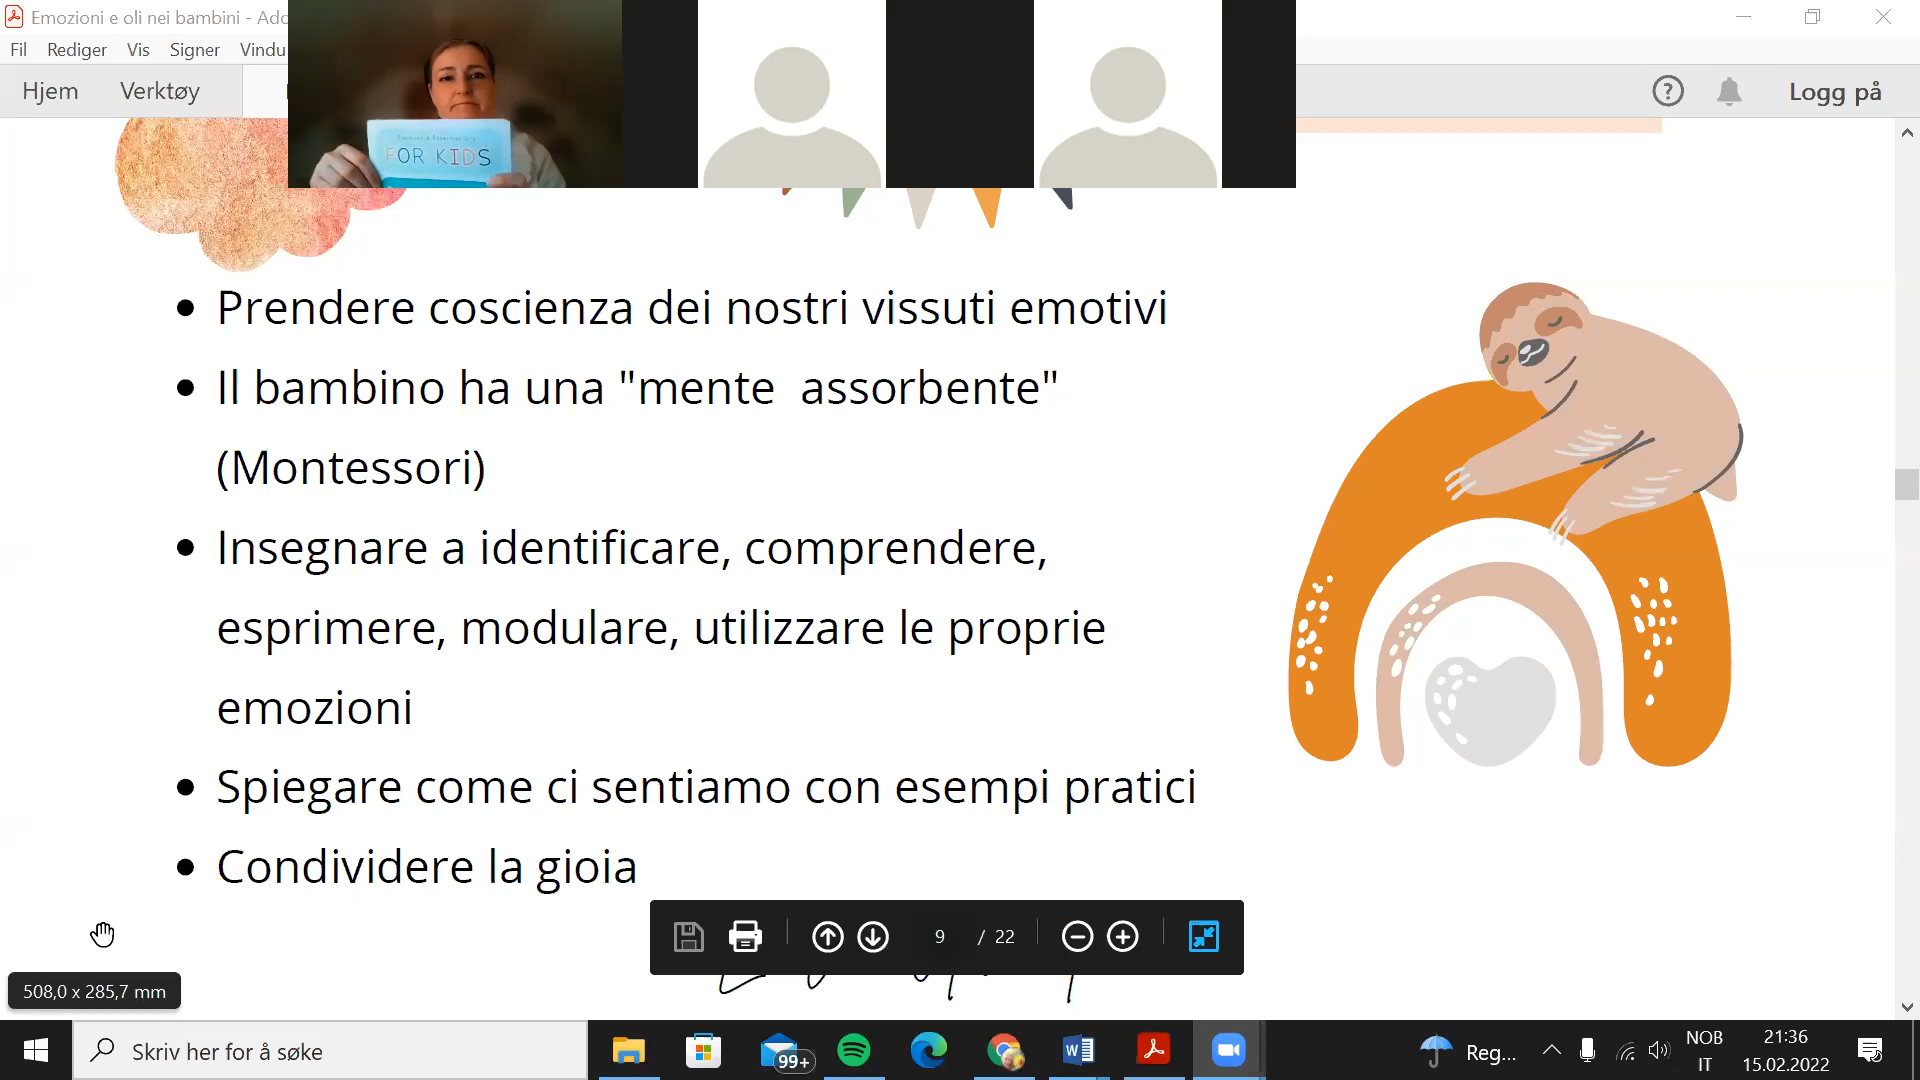 Emozioni e oli nei bambini - Ado
Fil Rediger Vis Signer Vindu
Hjem Verktøy
Logg på
FOR KIDS
• Prendere coscienza dei nostri vissuti emotivi
• Il bambino ha una "mente  assorbente"
(Montessori)
• Insegnare a identificare, comprendere,
esprimere, modulare, utilizzare le proprie
emozioni
• Spiegare come ci sentiamo con esempi pratici
• Condividere la gioia
9 / 22
508,0 x 285,7 mm
Skriv her for å søke
99+
Reg...
NOB
IT
21:36
15.02.2022